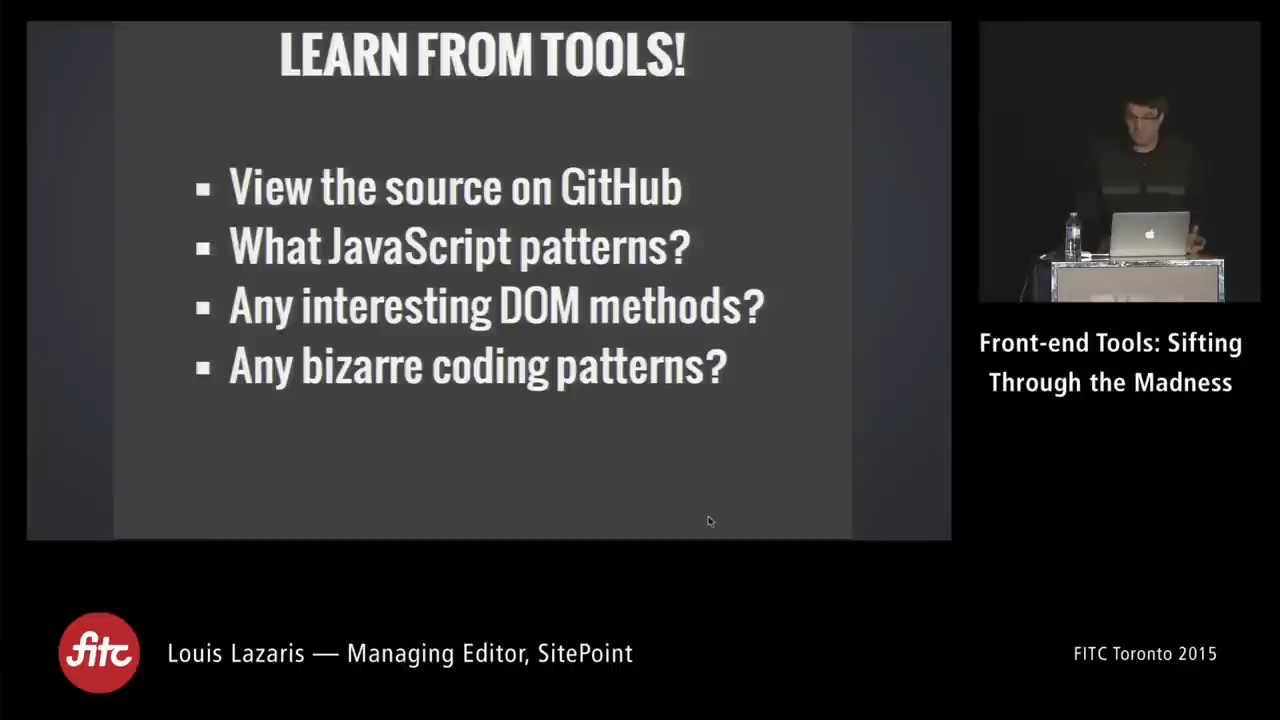 LEARN FROM TOOLS!
▪ View the source on GitHub
▪ What JavaScript patterns?
▪ Any interesting DOM methods?
▪ Any bizarre coding patterns?
Front-end Tools: Sifting
Through the Madness
fitc
Louis Lazaris — Managing Editor, SitePoint
FITC Toronto 2015